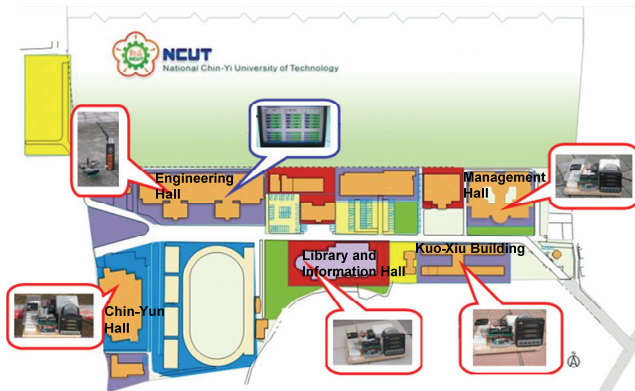 NCUT
National Chin-Yi University of Technology
Engineering
Hall
Management
Hall
Library and
Information Hall
Kuo-Xiu Building
Chin-Yun
Hall
N